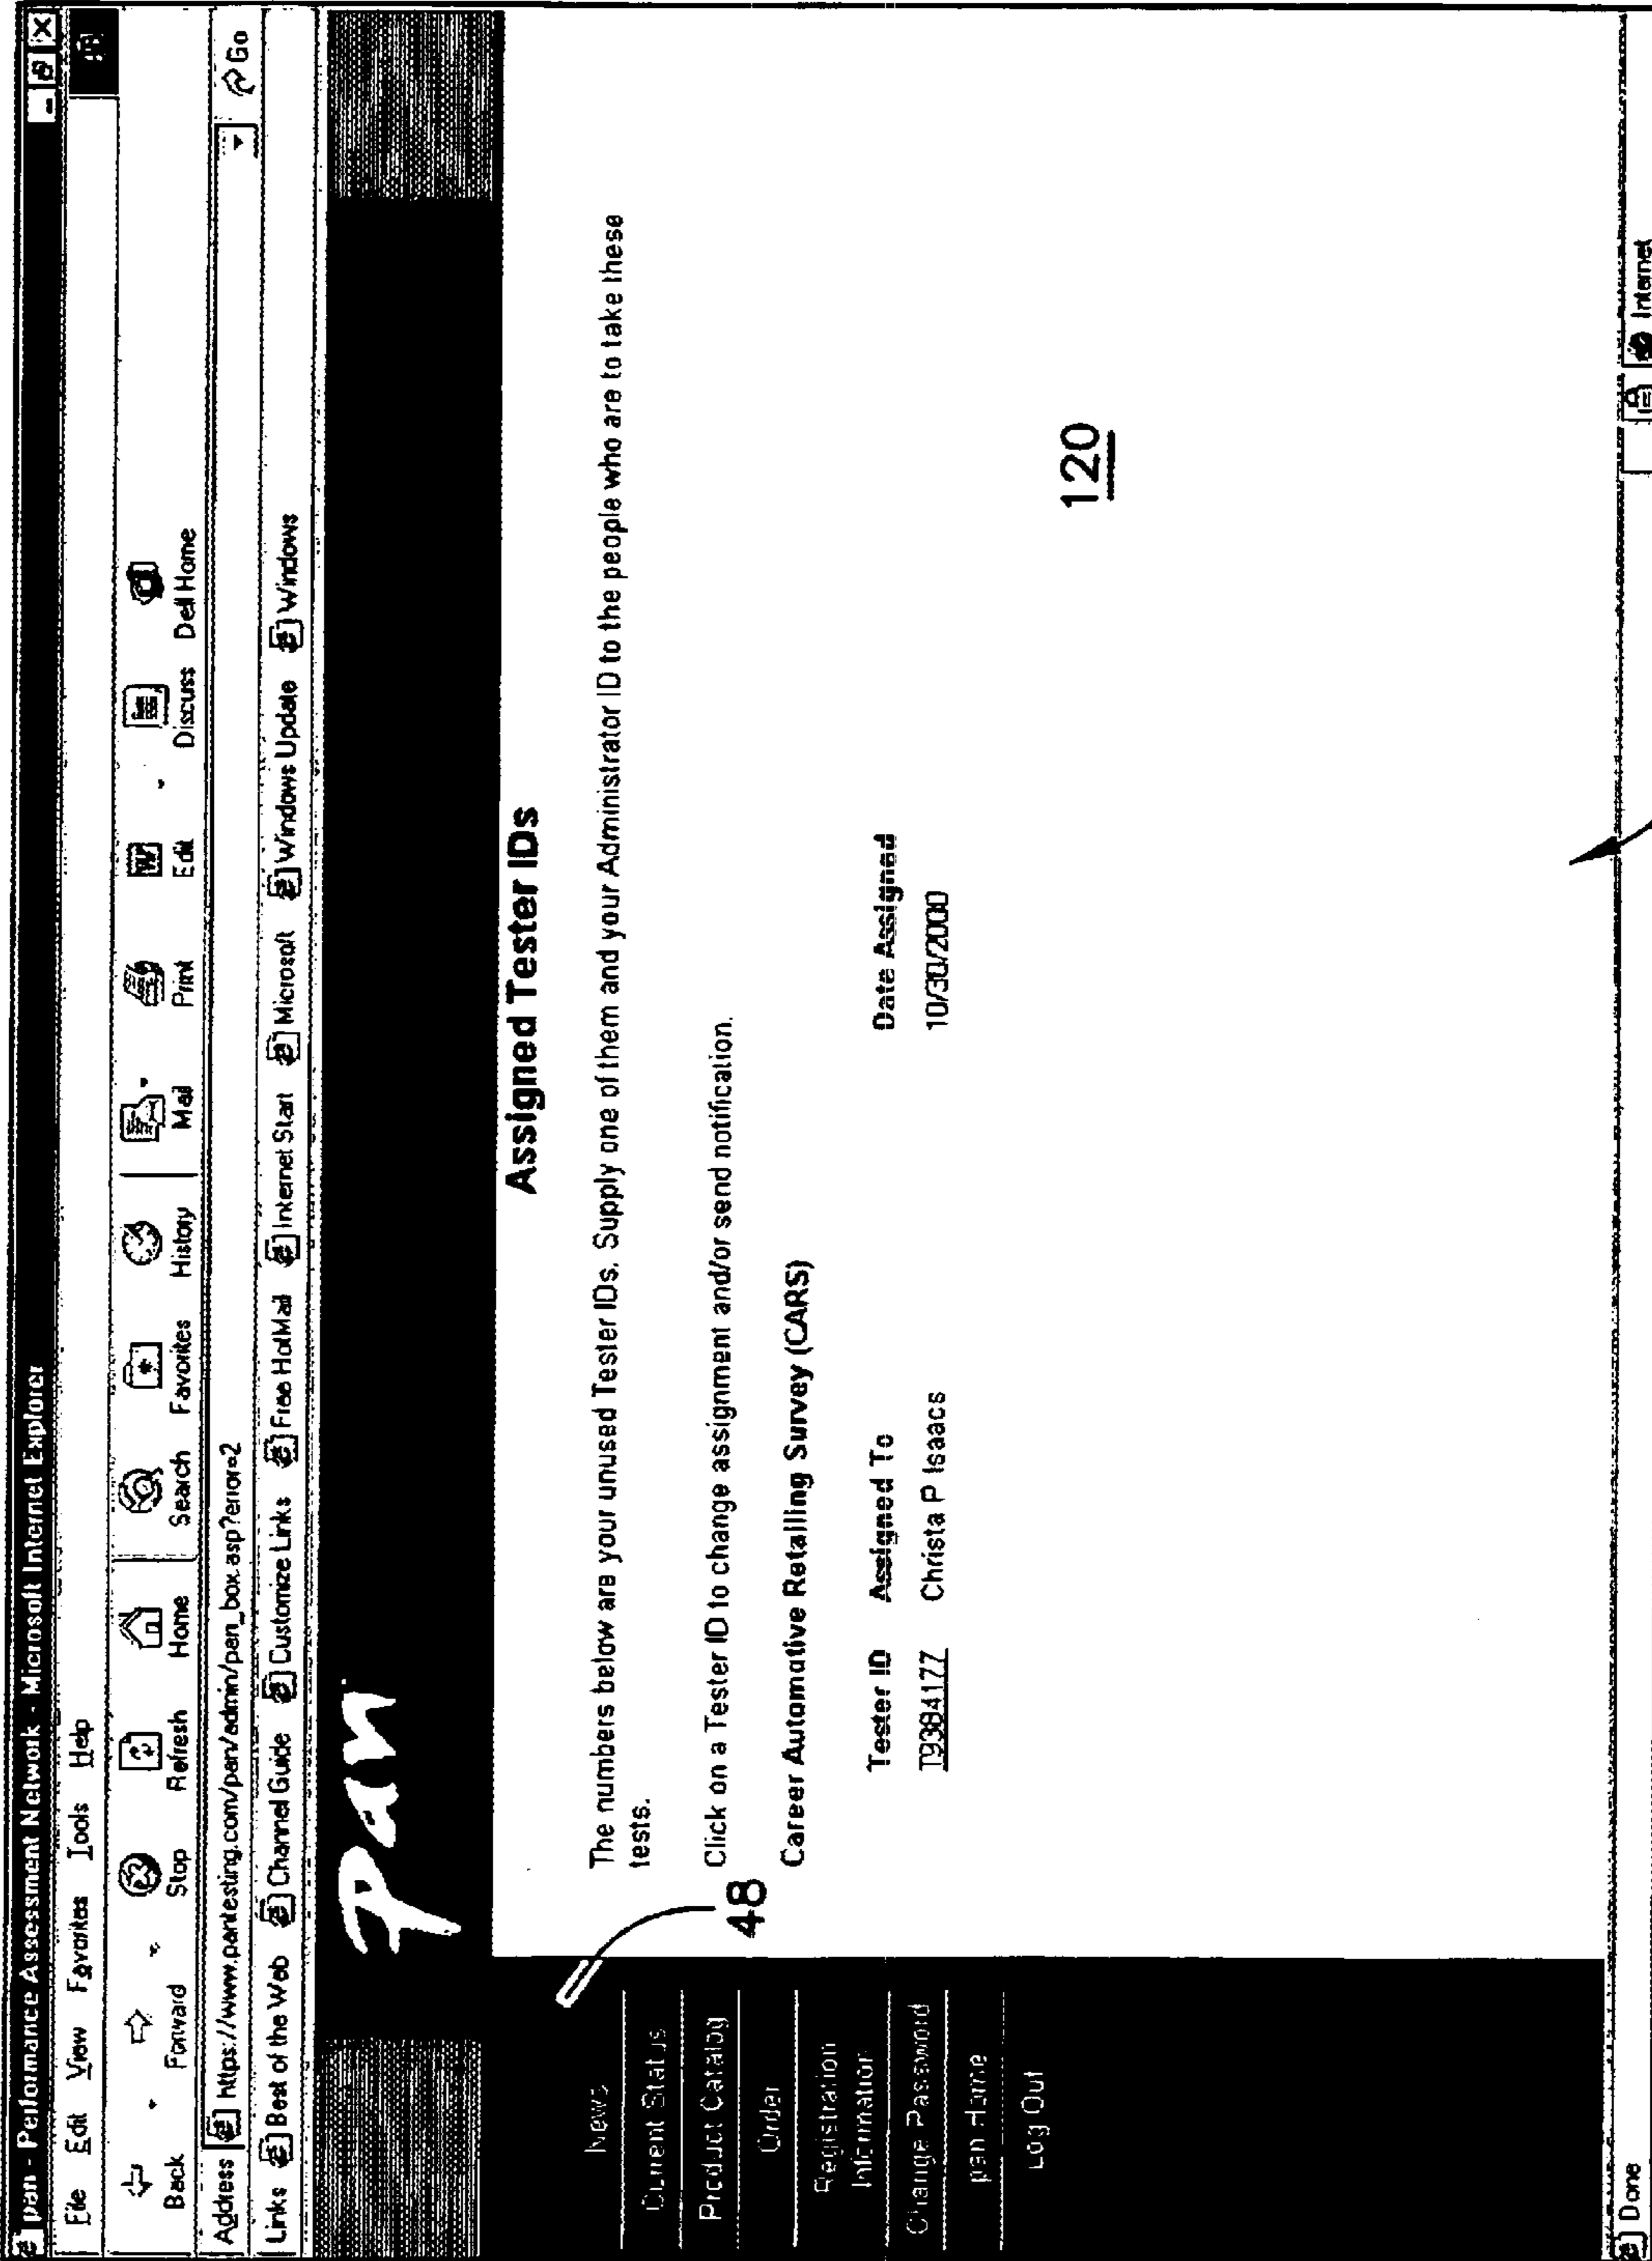 pan - Performance Assessment Network - Microsoft Internet Explorer
File Edit View Favorites Tools Help
Back Forward Stop Refresh Home Search Favorites History Mail Print Edit Discuss Dell Home
Address https://www.pantesting.com/pan/admin/pan_box.asp?error=2 Go
Links Best of the Web Channel Guide Customize Links Free HotMail Internet Start Microsoft Windows Update Windows
pan
Assigned Tester IDs
The numbers below are your unused Tester IDs. Supply one of them and your Administrator ID to the people who are to take these
tests.
Click on a Tester ID to change assignment and/or send notification.
Career Automotive Retailing Survey (CARS)
Tester ID Assigned To Date Assigned
T9384177 Christa P Isaacs 10/30/2000
News
Current Status
Product Catalog
Order
Registration
Information
Change Password
pan Home
Log Out
48
120
Done Internet